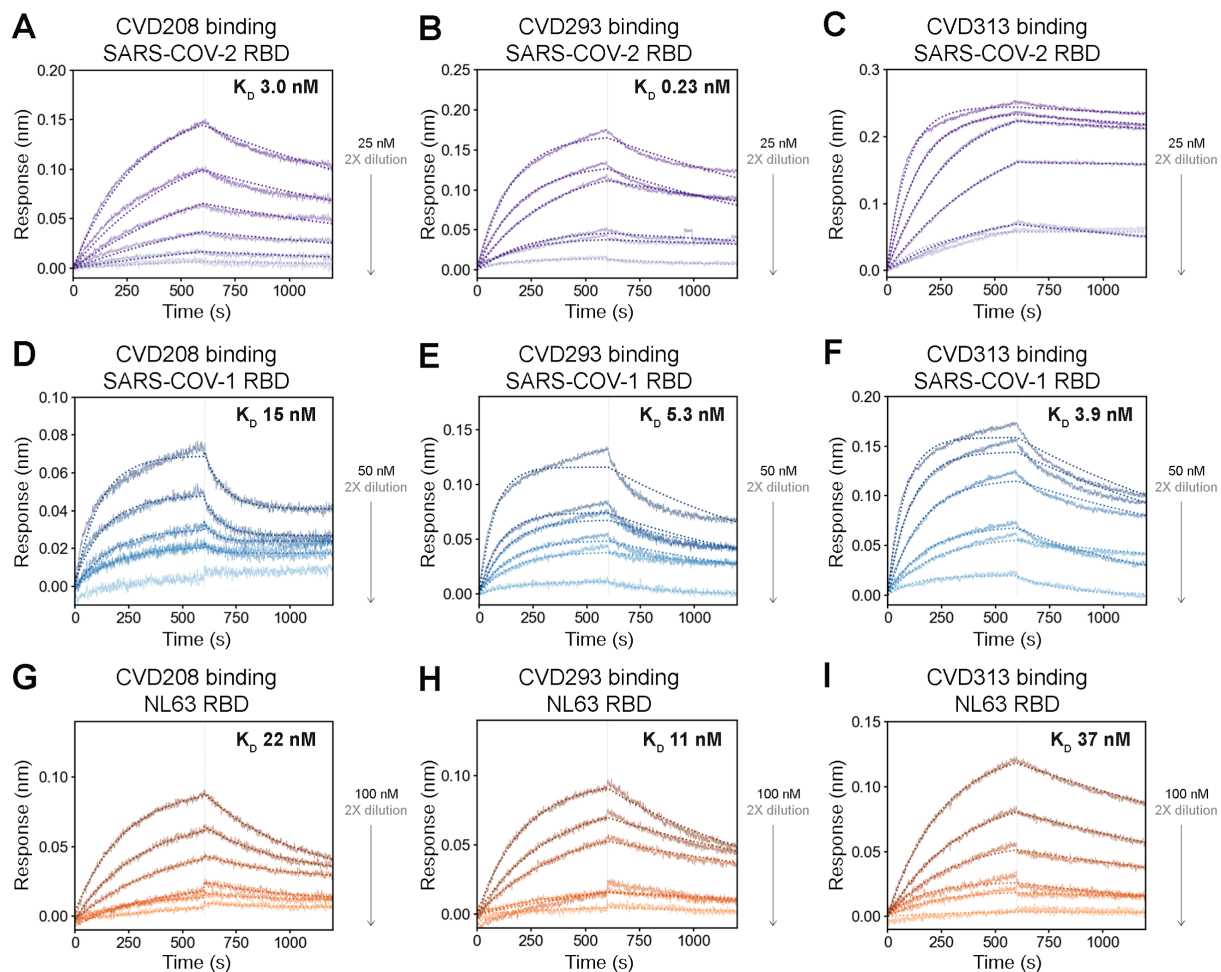 A
CVD208 binding
SARS-COV-2 RBD
K_D 3.0 nM
Response (nm)
0.20
0.15
0.10
0.05
0.00
0 250 500 750 1000
Time (s)
25 nM
2X dilution
B
CVD293 binding
SARS-COV-2 RBD
K_D 0.23 nM
Response (nm)
0.25
0.20
0.15
0.10
0.05
0.00
0 250 500 750 1000
Time (s)
25 nM
2X dilution
C
CVD313 binding
SARS-COV-2 RBD
Response (nm)
0.3
0.2
0.1
0.0
0 250 500 750 1000
Time (s)
25 nM
2X dilution
D
CVD208 binding
SARS-COV-1 RBD
K_D 15 nM
Response (nm)
0.10
0.08
0.06
0.04
0.02
0.00
0 250 500 750 1000
Time (s)
50 nM
2X dilution
E
CVD293 binding
SARS-COV-1 RBD
K_D 5.3 nM
Response (nm)
0.15
0.10
0.05
0.00
0 250 500 750 1000
Time (s)
50 nM
2X dilution
F
CVD313 binding
SARS-COV-1 RBD
K_D 3.9 nM
Response (nm)
0.20
0.15
0.10
0.05
0.00
0 250 500 750 1000
Time (s)
50 nM
2X dilution
G
CVD208 binding
NL63 RBD
K_D 22 nM
Response (nm)
0.10
0.05
0.00
0 250 500 750 1000
Time (s)
100 nM
2X dilution
H
CVD293 binding
NL63 RBD
K_D 11 nM
Response (nm)
0.10
0.05
0.00
0 250 500 750 1000
Time (s)
100 nM
2X dilution
I
CVD313 binding
NL63 RBD
K_D 37 nM
Response (nm)
0.15
0.10
0.05
0.00
0 250 500 750 1000
Time (s)
100 nM
2X dilution